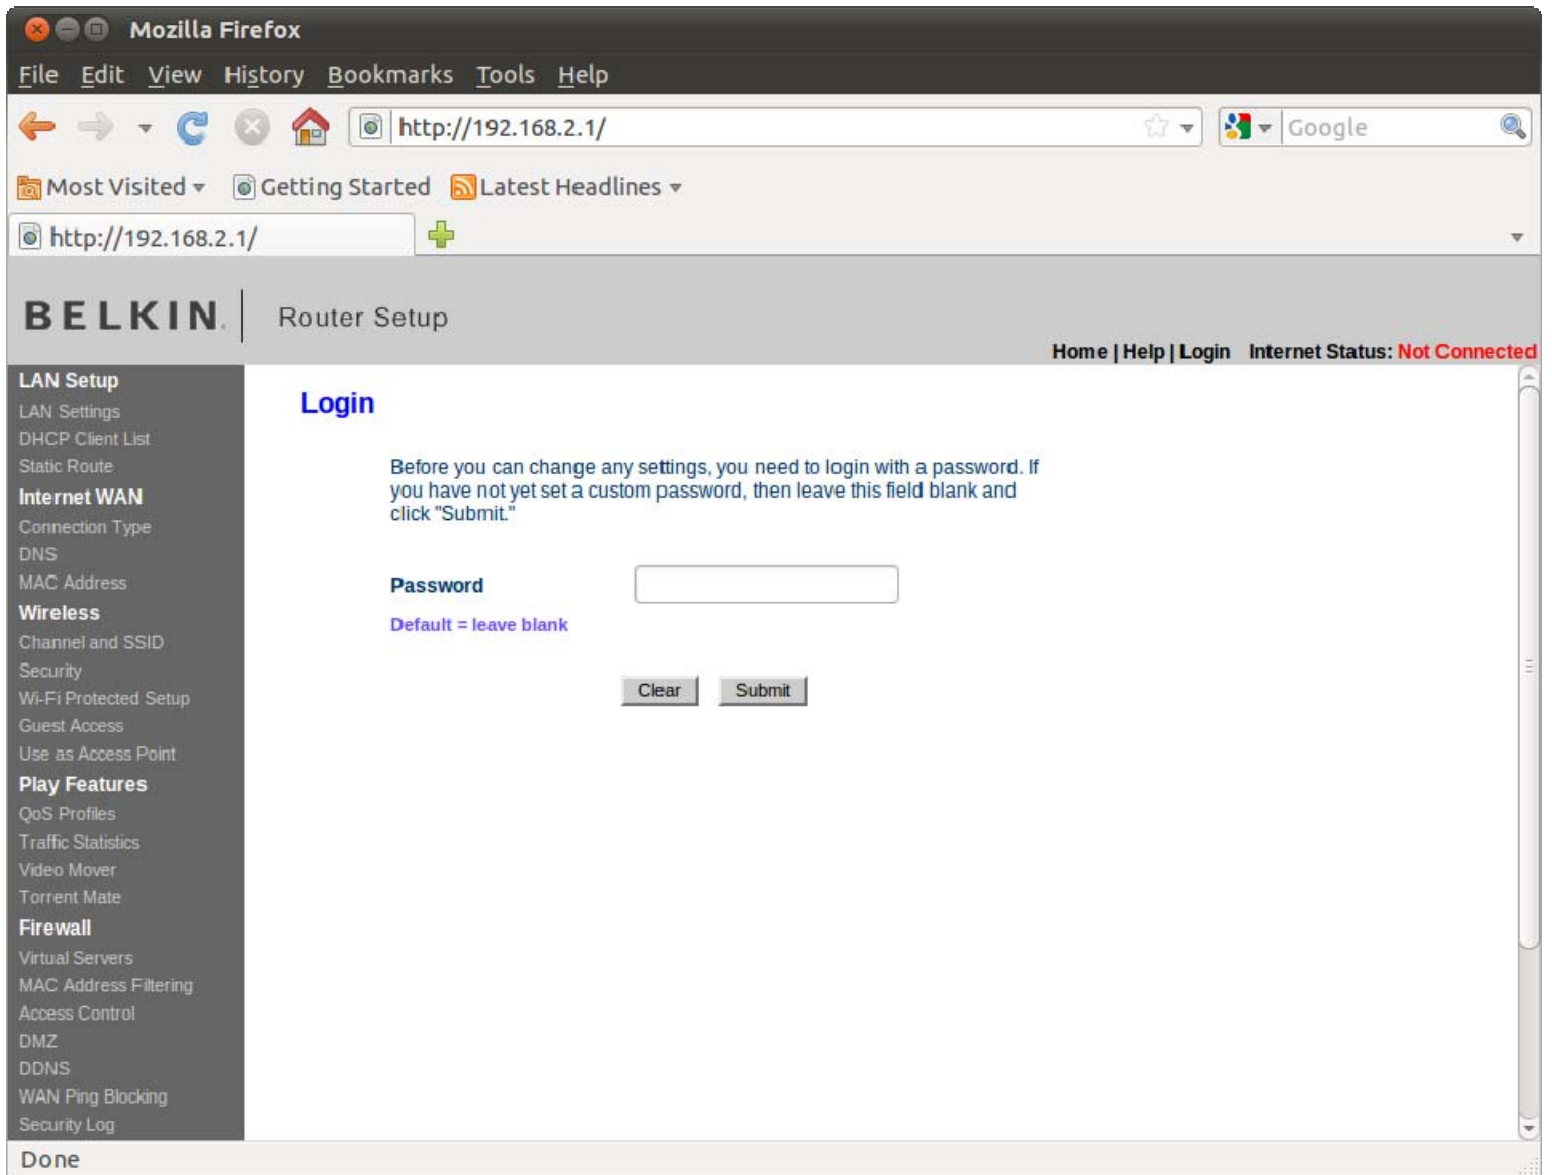 Mozilla Firefox
File Edit View History Bookmarks Tools Help
http://192.168.2.1/
Google
Most Visited
Getting Started
Latest Headlines
http://192.168.2.1/
BELKIN.
Router Setup
Home | Help | Login Internet Status: Not Connected
LAN Setup
LAN Settings
DHCP Client List
Static Route
Internet WAN
Connection Type
DNS
MAC Address
Wireless
Channel and SSID
Security
Wi-Fi Protected Setup
Guest Access
Use as Access Point
Play Features
QoS Profiles
Traffic Statistics
Video Mover
Torrent Mate
Firewall
Virtual Servers
MAC Address Filtering
Access Control
DMZ
DDNS
WAN Ping Blocking
Security Log
Login
Before you can change any settings, you need to login with a password. If
you have not yet set a custom password, then leave this field blank and
click "Submit."
Password
Default = leave blank
Clear
Submit
Done